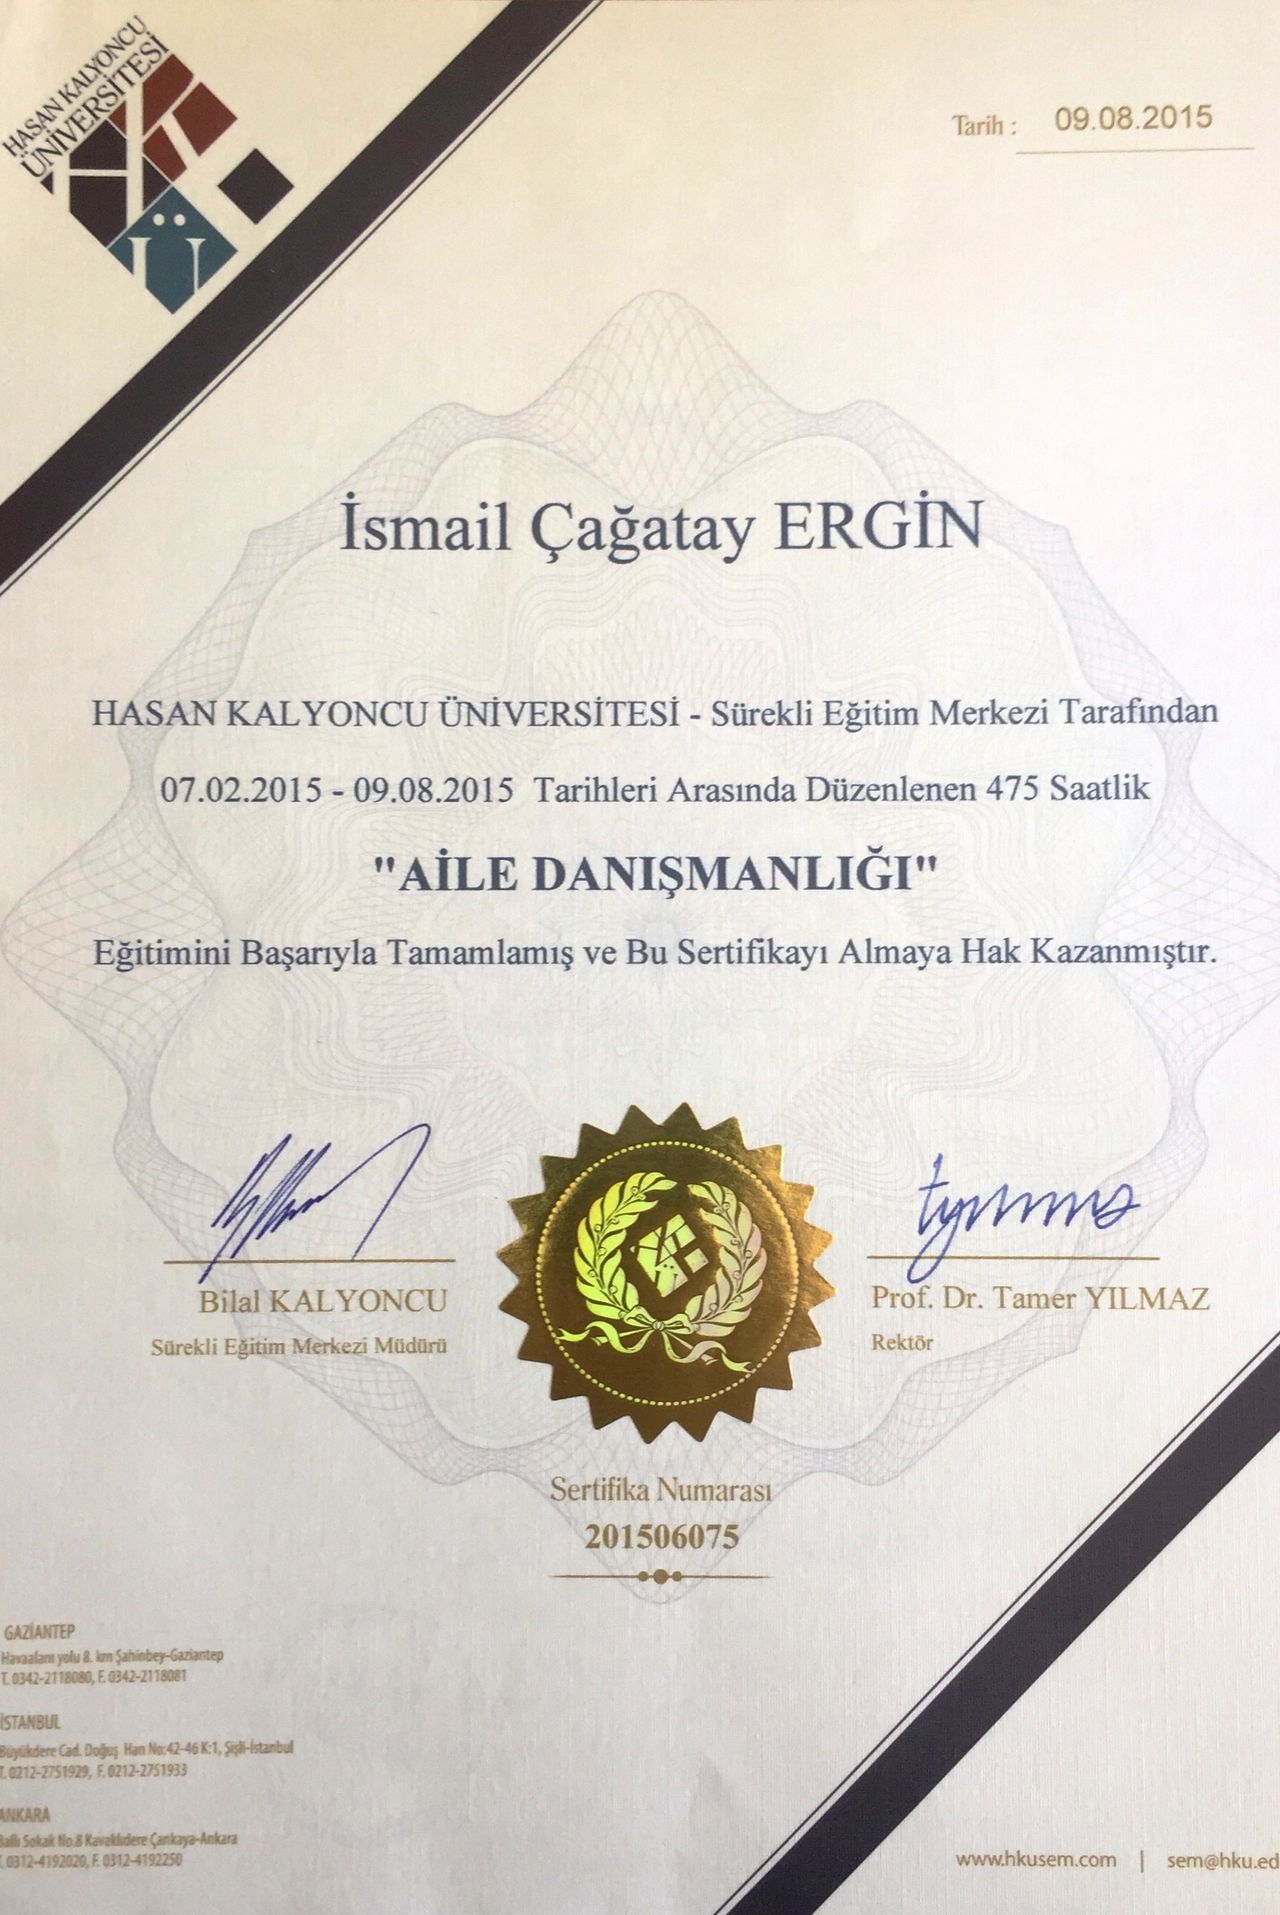 HASAN KALYONCU
ÜNİVERSİTESİ
Tarih : 09.08.2015
İsmail Çağatay ERGİN
HASAN KALYONCU ÜNİVERSİTESİ - Sürekli Eğitim Merkezi Tarafından
07.02.2015 - 09.08.2015 Tarihleri Arasında Düzenlenen 475 Saatlik
"AİLE DANIŞMANLIĞI"
Eğitimini Başarıyla Tamamlamış ve Bu Sertifikayı Almaya Hak Kazanmıştır.
Bilal KALYONCU
Sürekli Eğitim Merkezi Müdürü
Prof. Dr. Tamer YILMAZ
Rektör
Sertifika Numarası
201506075
GAZİANTEP
Havaalanı yolu 8. km Şahinbey-Gaziantep
T. 0342-2118080, F. 0342-2118081
İSTANBUL
Büyükdere Cad. Doğuş Han No:42-46 K:1, Şişli-İstanbul
T. 0212-2751929, F. 0212-2751933
ANKARA
Ballı Sokak No.8 Kavaklıdere Çankaya-Ankara
T. 0312-4192020, F. 0312-4192250
www.hkusem.com | sem@hku.ed